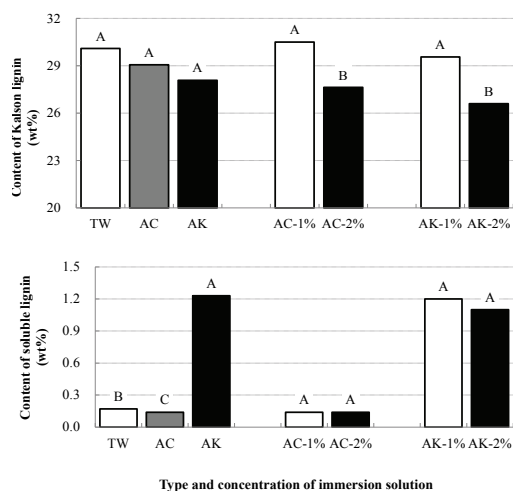 Content of Kalson lignin
(wt%)
32
29
26
23
20
A
A
A
A
B
A
B
TW
AC
AK
AC-1%
AC-2%
AK-1%
AK-2%
Content of soluble lignin
(wt%)
1.5
1.2
0.9
0.6
0.3
0.0
B
C
A
A
A
A
A
TW
AC
AK
AC-1%
AC-2%
AK-1%
AK-2%
Type and concentration of immersion solution